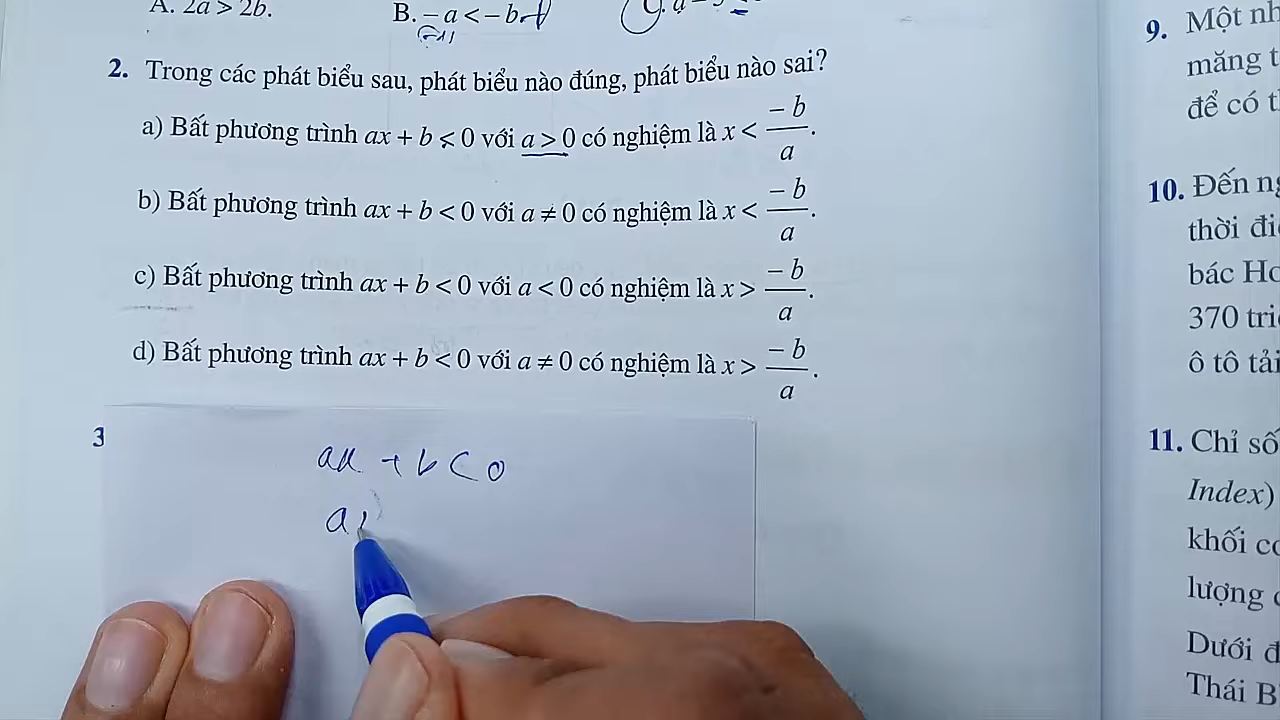 A. 2a > 2b.
B. −a < −b
2. Trong các phát biểu sau, phát biểu nào đúng, phát biểu nào sai?
a) Bất phương trình ax + b < 0 với a > 0 có nghiệm là x < −b/a.
b) Bất phương trình ax + b < 0 với a ≠ 0 có nghiệm là x < −b/a.
c) Bất phương trình ax + b < 0 với a < 0 có nghiệm là x > −b/a.
d) Bất phương trình ax + b < 0 với a ≠ 0 có nghiệm là x > −b/a.
3
ax + b < 0
a
9. Một nh
măng t
để có t
10. Đến ng
thời đi
bác Ho
370 tri
ô tô tải
11. Chỉ số
Index)
khối cơ
lượng
Dưới đ
Thái B